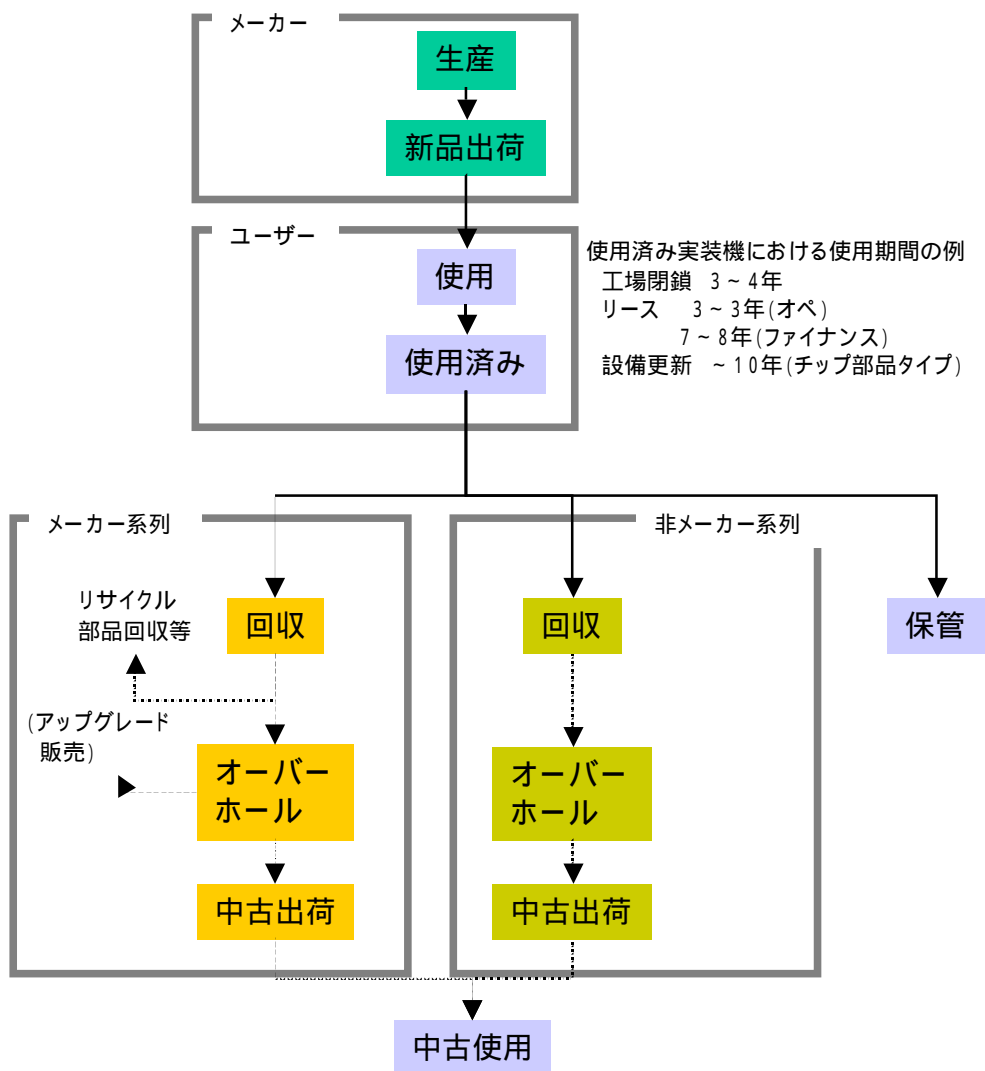 メーカー
生産
新品出荷
ユーザー
使用
使用済み
使用済み実装機における使用期間の例
工場閉鎖 3~4年
リース 3~3年(オペ)
7~8年(ファイナンス)
設備更新 ~10年(チップ部品タイプ)
メーカー系列
非メーカー系列
リサイクル
部品回収等
回収
回収
保管
(アップグレード
販売)
オーバー
ホール
オーバー
ホール
中古出荷
中古出荷
中古使用